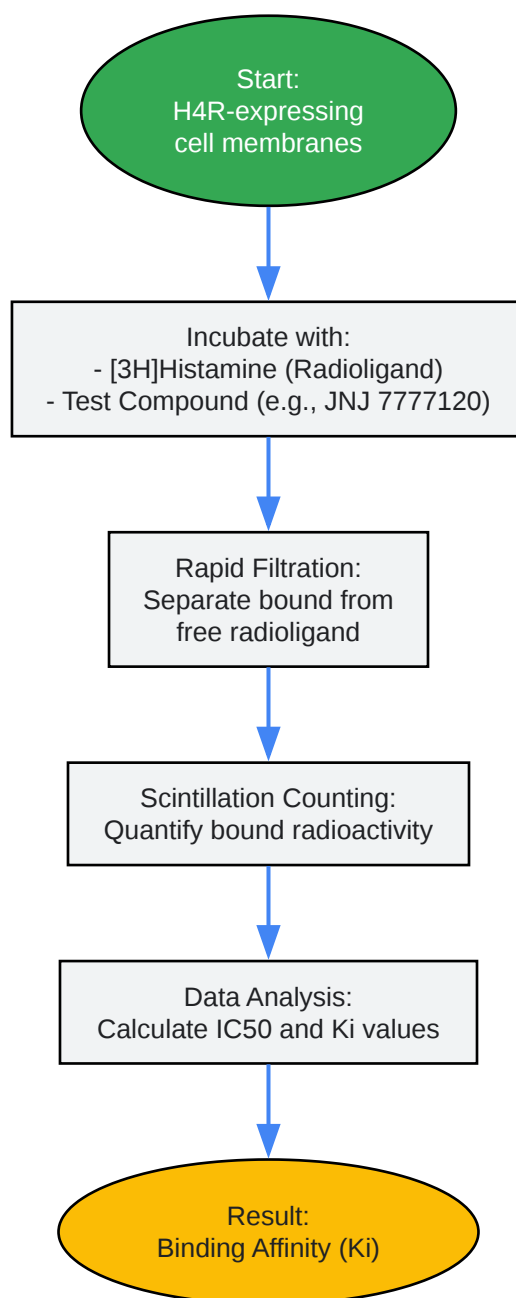 Start:
H4R-expressing
cell membranes
Incubate with:
- [3H]Histamine (Radioligand)
- Test Compound (e.g., JNJ 7777120)
Rapid Filtration:
Separate bound from
free radioligand
Scintillation Counting:
Quantify bound radioactivity
Data Analysis:
Calculate IC50 and Ki values
Result:
Binding Affinity (Ki)